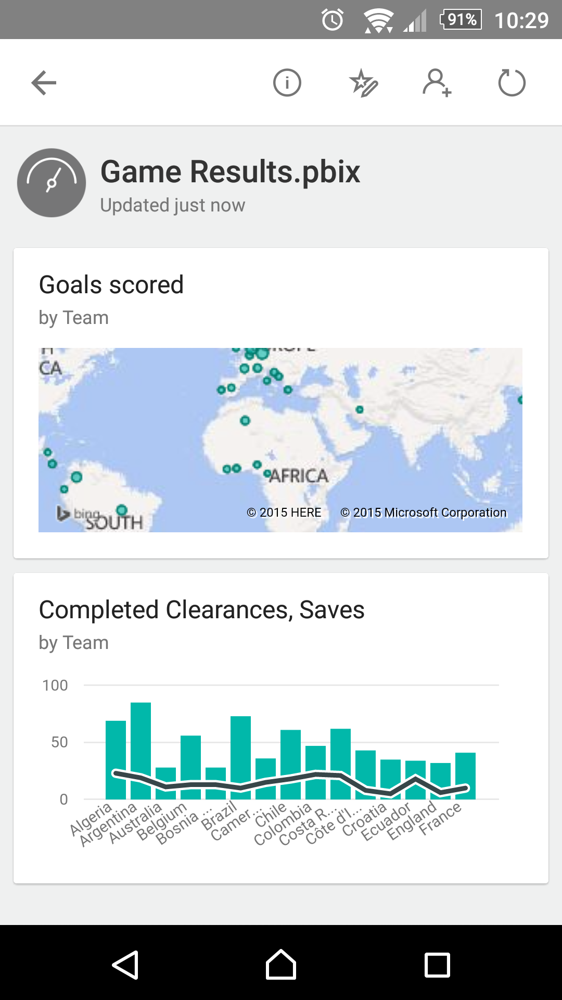 91% 10:29
Game Results.pbix
Updated just now
Goals scored
by Team
CA
AFRICA
bing
SOUTH
© 2015 HERE © 2015 Microsoft Corporation
Completed Clearances, Saves
by Team
100
50
0
Algeria
Argentina
Australia
Belgium
Bosnia ...
Brazil
Camer...
Chile
Colombia
Costa R...
Côte d'I...
Croatia
Ecuador
England
France